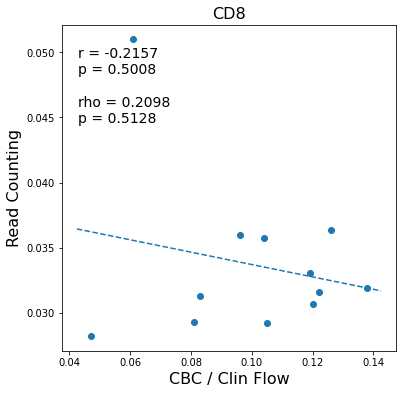 CD8
r = -0.2157
p = 0.5008
rho = 0.2098
p = 0.5128
Read Counting
0.050
0.045
0.040
0.035
0.030
0.04 0.06 0.08 0.10 0.12 0.14
CBC / Clin Flow